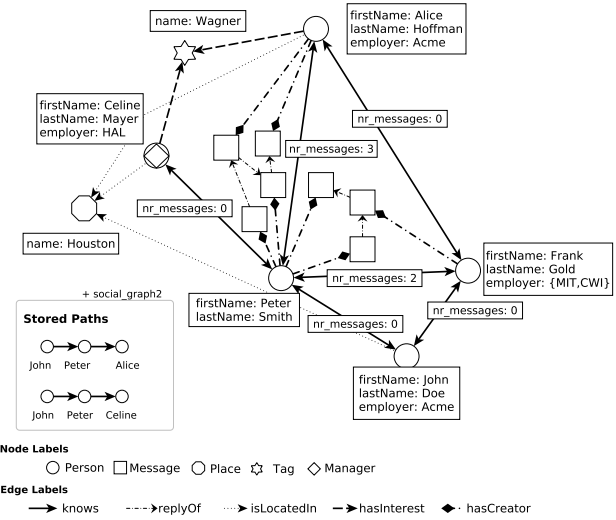 name: Wagner
firstName: Alice
lastName: Hoffman
employer: Acme
firstName: Celine
lastName: Mayer
employer: HAL
nr_messages: 0
nr_messages: 3
nr_messages: 0
name: Houston
firstName: Frank
lastName: Gold
employer: {MIT,CWI}
nr_messages: 2
+ social_graph2
firstName: Peter
lastName: Smith
nr_messages: 0
nr_messages: 0
Stored Paths
John Peter Alice
John Peter Celine
firstName: John
lastName: Doe
employer: Acme
Node Labels
Person Message Place Tag Manager
Edge Labels
knows replyOf isLocatedIn hasInterest hasCreator